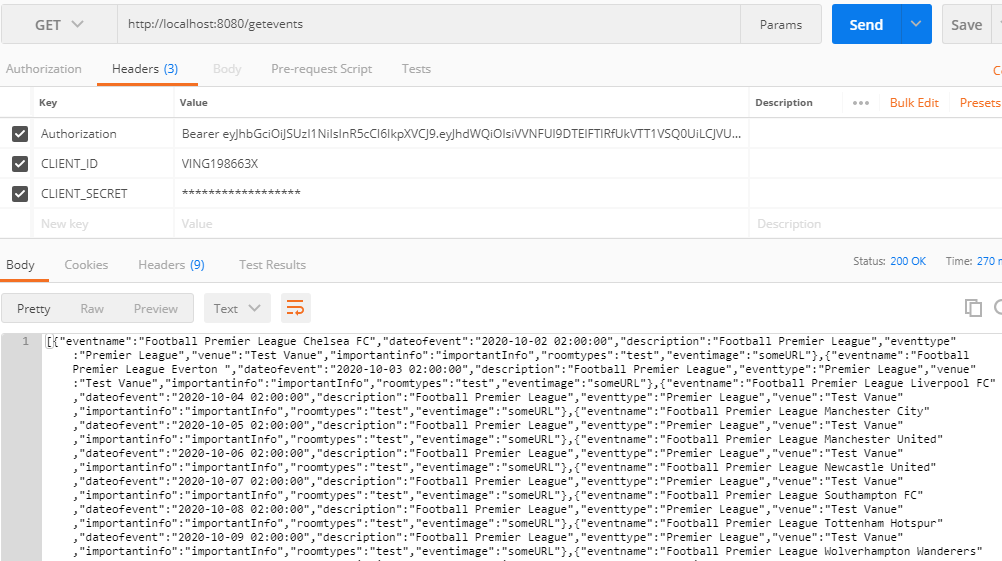 GET http://localhost:8080/getevents Params Send Save
Authorization Headers (3) Body Pre-request Script Tests
Key Value Description ••• Bulk Edit Presets
Authorization Bearer eyJhbGciOiJSUzI1NiIsInR5cCI6IkpXVCJ9.eyJhdWQiOlsiVVNFUl9DTElFTlRfUkVTT1VSQ0UiLCJVU...
CLIENT_ID VING198663X
CLIENT_SECRET ******************
New key Value Description
Body Cookies Headers (9) Test Results Status: 200 OK Time: 270 m
Pretty Raw Preview Text
1 [{"eventname":"Football Premier League Chelsea FC","dateofevent":"2020-10-02 02:00:00","description":"Football Premier League","eventtype"
:"Premier League","venue":"Test Vanue","importantinfo":"importantInfo","roomtypes":"test","eventimage":"someURL"},{"eventname":"Football
Premier League Everton ","dateofevent":"2020-10-03 02:00:00","description":"Football Premier League","eventtype":"Premier League","venue"
:"Test Vanue","importantinfo":"importantInfo","roomtypes":"test","eventimage":"someURL"},{"eventname":"Football Premier League Liverpool FC"
,"dateofevent":"2020-10-04 02:00:00","description":"Football Premier League","eventtype":"Premier League","venue":"Test Vanue"
,"importantinfo":"importantInfo","roomtypes":"test","eventimage":"someURL"},{"eventname":"Football Premier League Manchester City"
,"dateofevent":"2020-10-05 02:00:00","description":"Football Premier League","eventtype":"Premier League","venue":"Test Vanue"
,"importantinfo":"importantInfo","roomtypes":"test","eventimage":"someURL"},{"eventname":"Football Premier League Manchester United"
,"dateofevent":"2020-10-06 02:00:00","description":"Football Premier League","eventtype":"Premier League","venue":"Test Vanue"
,"importantinfo":"importantInfo","roomtypes":"test","eventimage":"someURL"},{"eventname":"Football Premier League Newcastle United"
,"dateofevent":"2020-10-07 02:00:00","description":"Football Premier League","eventtype":"Premier League","venue":"Test Vanue"
,"importantinfo":"importantInfo","roomtypes":"test","eventimage":"someURL"},{"eventname":"Football Premier League Southampton FC"
,"dateofevent":"2020-10-08 02:00:00","description":"Football Premier League","eventtype":"Premier League","venue":"Test Vanue"
,"importantinfo":"importantInfo","roomtypes":"test","eventimage":"someURL"},{"eventname":"Football Premier League Tottenham Hotspur"
,"dateofevent":"2020-10-09 02:00:00","description":"Football Premier League","eventtype":"Premier League","venue":"Test Vanue"
,"importantinfo":"importantInfo","roomtypes":"test","eventimage":"someURL"},{"eventname":"Football Premier League Wolverhampton Wanderers"